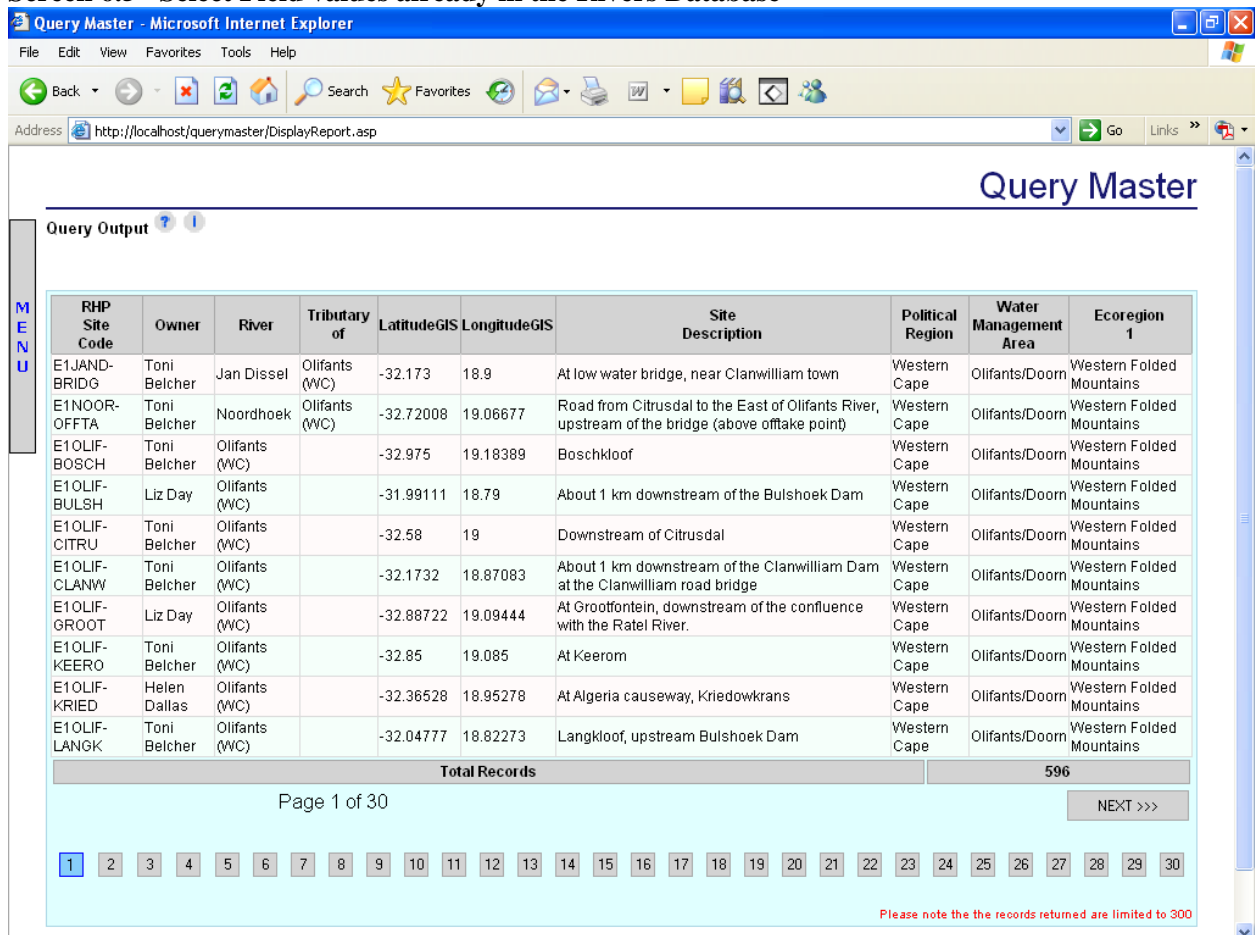 Screen 6.3 - Select Field values already in the Rivers Database
Query Master - Microsoft Internet Explorer
File Edit View Favorites Tools Help
Back Search Favorites
Address http://localhost/querymaster/DisplayReport.asp Go Links »
Query Master
Query Output ? I
MENU
RHP Site Code Owner River Tributary of LatitudeGIS LongitudeGIS Site Description Political Region Water Management Area Ecoregion 1
E1JAND-BRIDG Toni Belcher Jan Dissel Olifants (WC) -32.173 18.9 At low water bridge, near Clanwilliam town Western Cape Olifants/Doorn Western Folded Mountains
E1NOOR-OFFTA Toni Belcher Noordhoek Olifants (WC) -32.72008 19.06677 Road from Citrusdal to the East of Olifants River, upstream of the bridge (above offtake point) Western Cape Olifants/Doorn Western Folded Mountains
E1OLIF-BOSCH Toni Belcher Olifants (WC) -32.975 19.18389 Boschkloof Western Cape Olifants/Doorn Western Folded Mountains
E1OLIF-BULSH Liz Day Olifants (WC) -31.99111 18.79 About 1 km downstream of the Bulshoek Dam Western Cape Olifants/Doorn Western Folded Mountains
E1OLIF-CITRU Toni Belcher Olifants (WC) -32.58 19 Downstream of Citrusdal Western Cape Olifants/Doorn Western Folded Mountains
E1OLIF-CLANW Toni Belcher Olifants (WC) -32.1732 18.87083 About 1 km downstream of the Clanwilliam Dam at the Clanwilliam road bridge Western Cape Olifants/Doorn Western Folded Mountains
E1OLIF-GROOT Liz Day Olifants (WC) -32.88722 19.09444 At Grootfontein, downstream of the confluence with the Ratel River. Western Cape Olifants/Doorn Western Folded Mountains
E1OLIF-KEERO Toni Belcher Olifants (WC) -32.85 19.085 At Keerom Western Cape Olifants/Doorn Western Folded Mountains
E1OLIF-KRIED Helen Dallas Olifants (WC) -32.36528 18.95278 At Algeria causeway, Kriedowkrans Western Cape Olifants/Doorn Western Folded Mountains
E1OLIF-LANGK Toni Belcher Olifants (WC) -32.04777 18.82273 Langkloof, upstream Bulshoek Dam Western Cape Olifants/Doorn Western Folded Mountains
Total Records 596
Page 1 of 30 NEXT >>>
1 2 3 4 5 6 7 8 9 10 11 12 13 14 15 16 17 18 19 20 21 22 23 24 25 26 27 28 29 30
Please note the the records returned are limited to 300